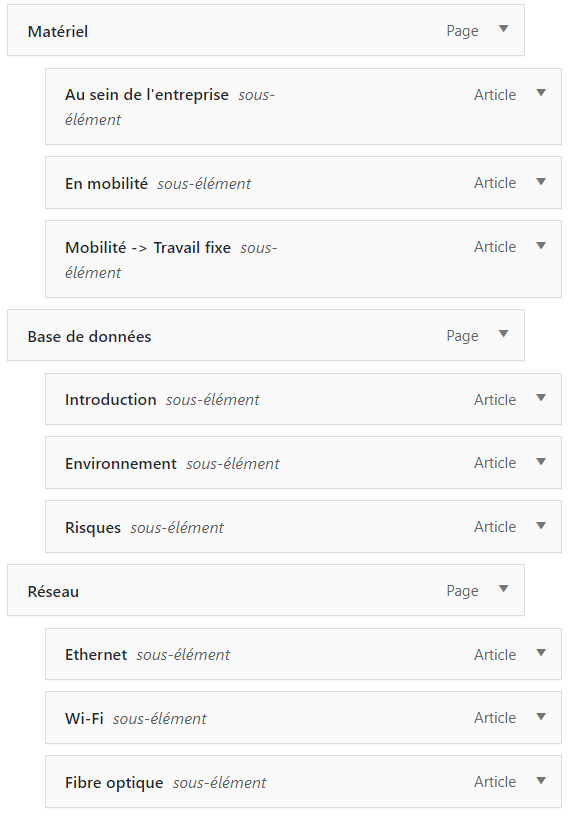 Matériel Page
Au sein de l'entreprise sous-
élément Article
En mobilité sous-élément Article
Mobilité -> Travail fixe sous-
élément Article
Base de données Page
Introduction sous-élément Article
Environnement sous-élément Article
Risques sous-élément Article
Réseau Page
Ethernet sous-élément Article
Wi-Fi sous-élément Article
Fibre optique sous-élément Article